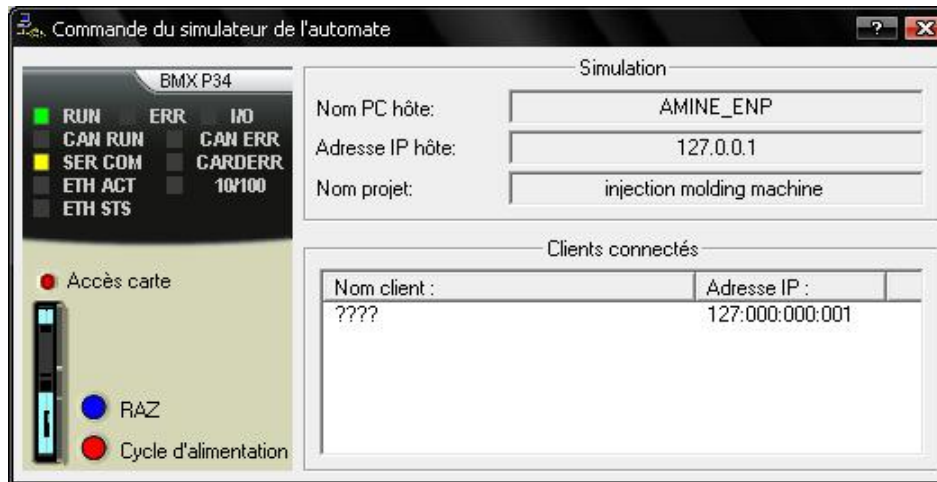 Commande du simulateur de l'automate
?
X
BMX P34
RUN ERR I/O
CAN RUN CAN ERR
SER COM CARDERR
ETH ACT 10/100
ETH STS
Accès carte
RAZ
Cycle d'alimentation
Simulation
Nom PC hôte: AMINE_ENP
Adresse IP hôte: 127.0.0.1
Nom projet: injection molding machine
Clients connectés
Nom client : Adresse IP :
???? 127:000:000:001